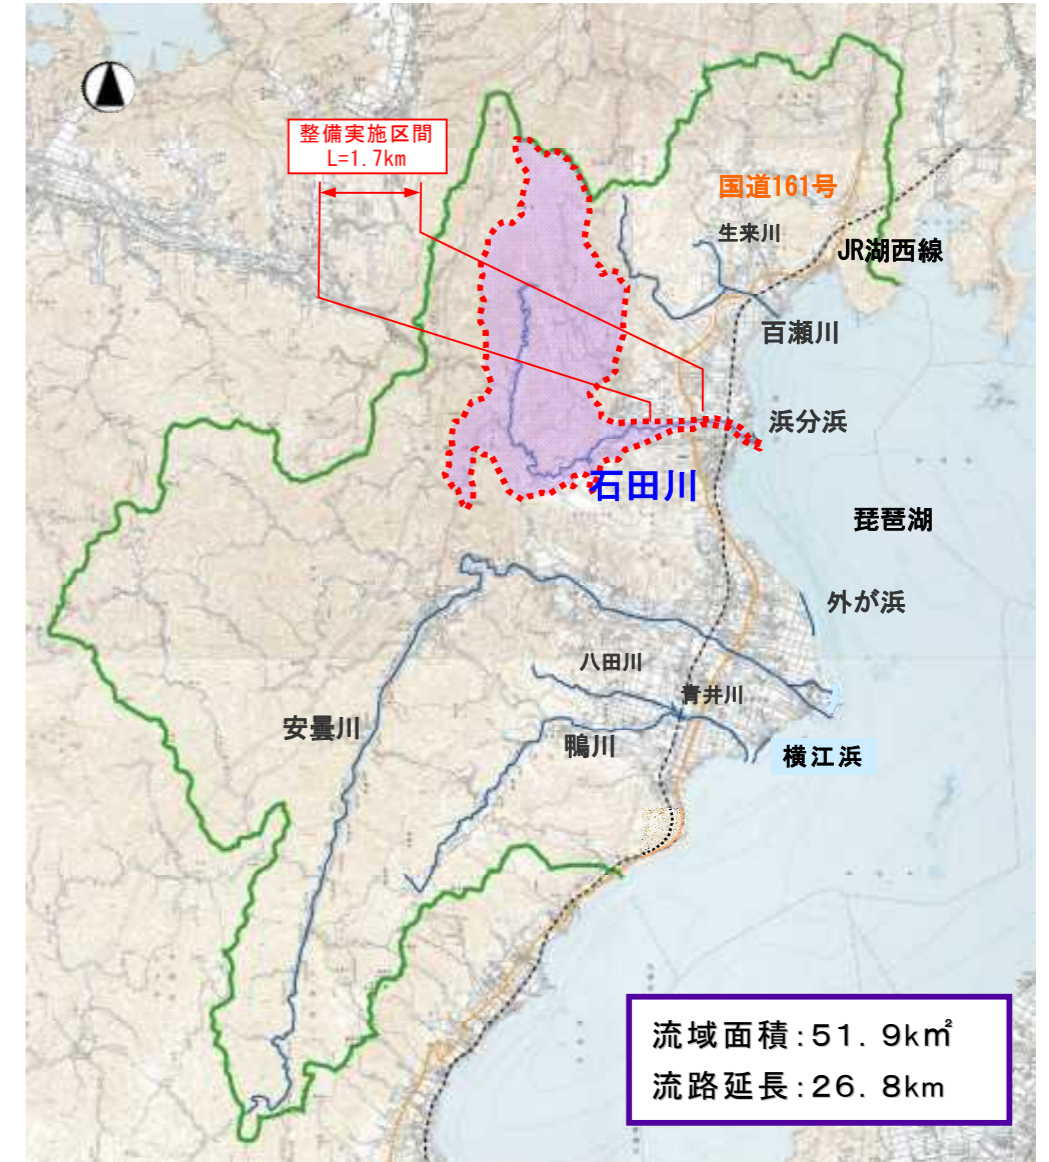 整備実施区間
L=1.7km
国道161号
生来川
JR湖西線
百瀬川
浜分浜
石田川
琵琶湖
外が浜
八田川
青井川
安曇川
鴨川
横江浜
流域面積:51.9km²
流路延長:26.8km